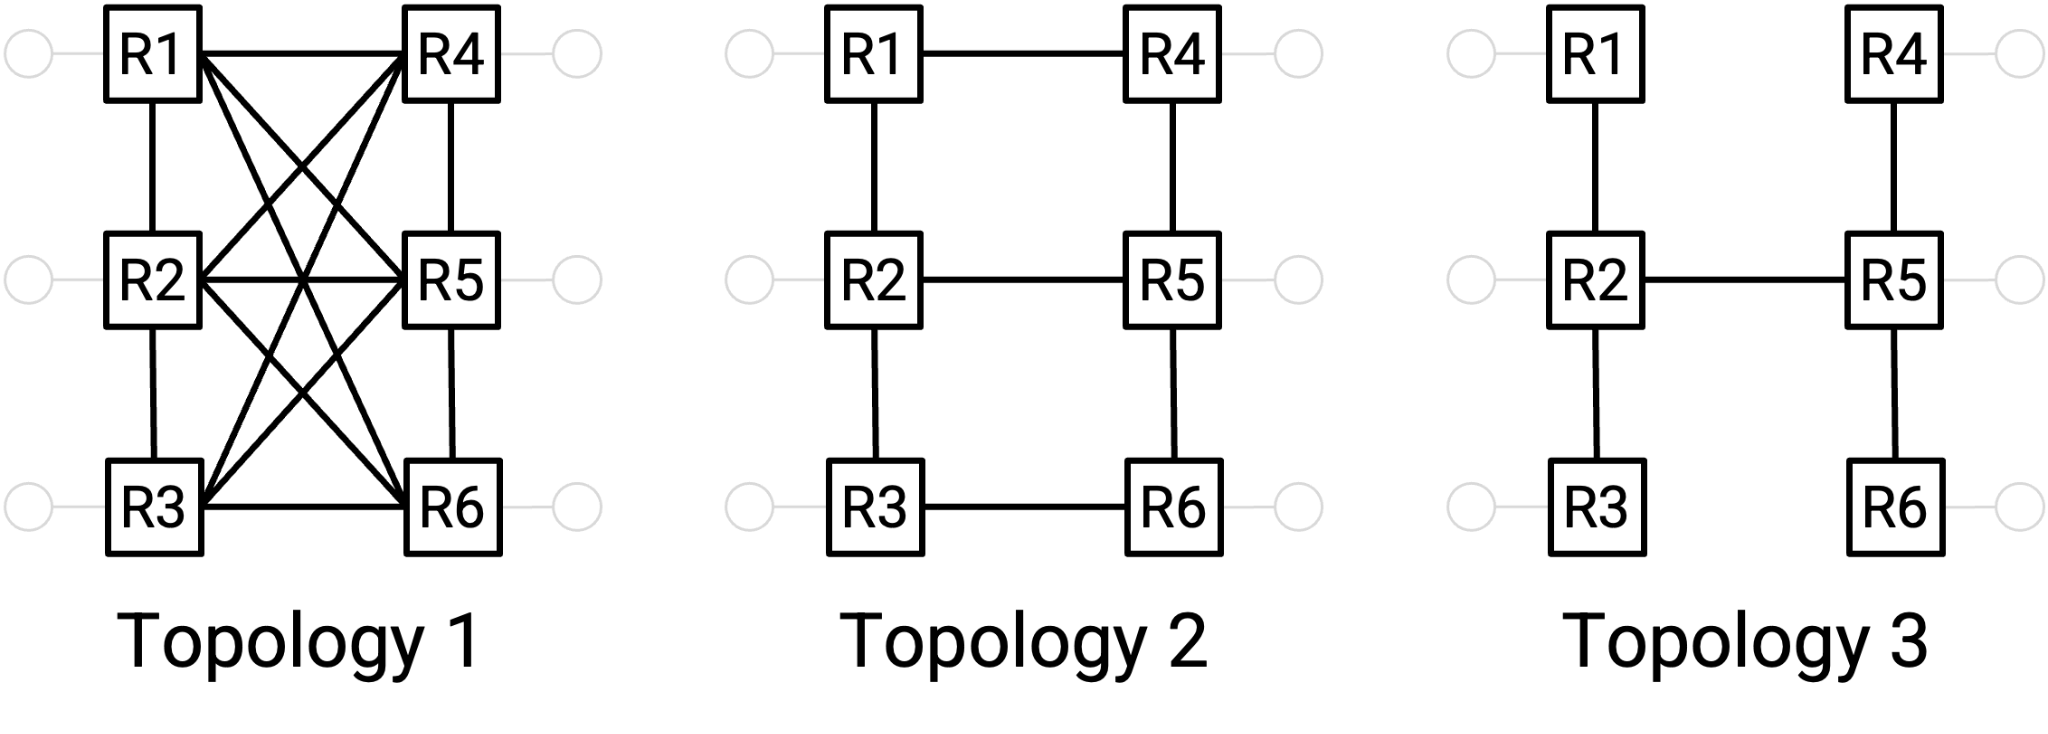 R1 R4 R1 R4 R1 R4
R2 R5 R2 R5 R2 R5
R3 R6 R3 R6 R3 R6
Topology 1 Topology 2 Topology 3